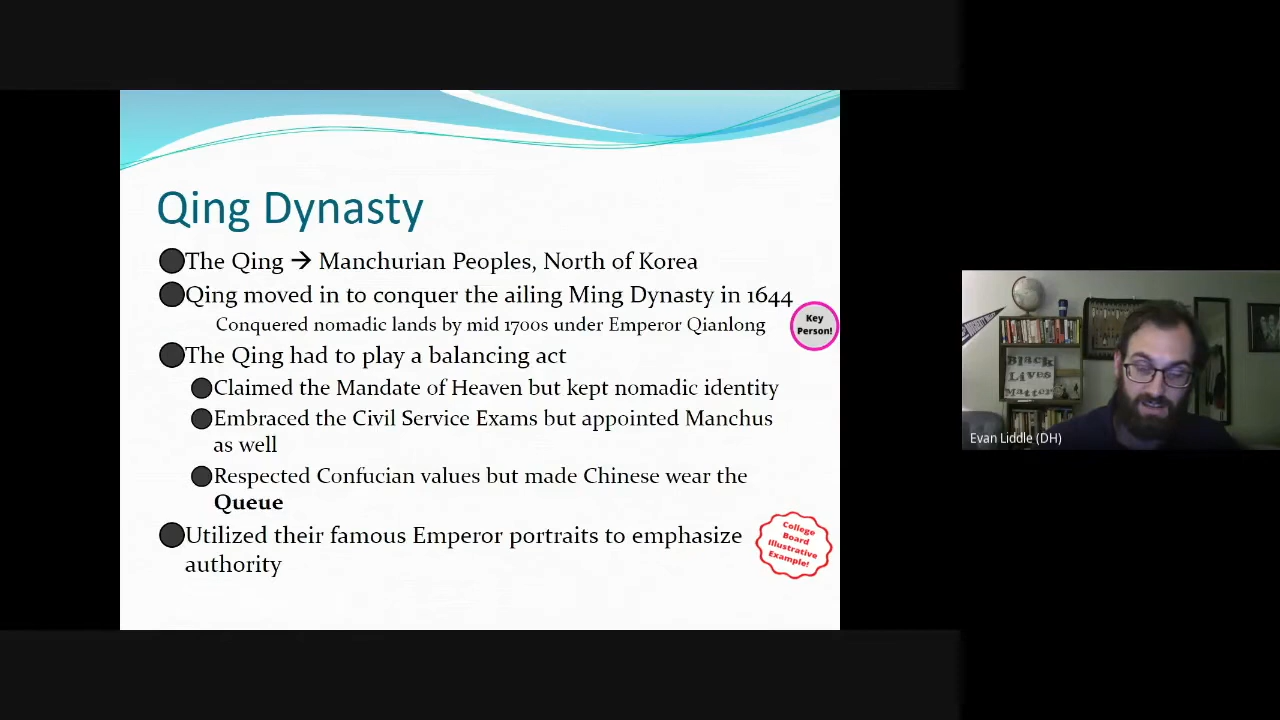 Qing Dynasty
The Qing → Manchurian Peoples, North of Korea
Qing moved in to conquer the ailing Ming Dynasty in 1644
Conquered nomadic lands by mid 1700s under Emperor Qianlong
Key
Person!
The Qing had to play a balancing act
Claimed the Mandate of Heaven but kept nomadic identity
Embraced the Civil Service Exams but appointed Manchus
as well
Respected Confucian values but made Chinese wear the
Queue
Utilized their famous Emperor portraits to emphasize
authority
College
Board
Illustrative
Example!
Black
Lives
Matter
Evan Liddle (DH)